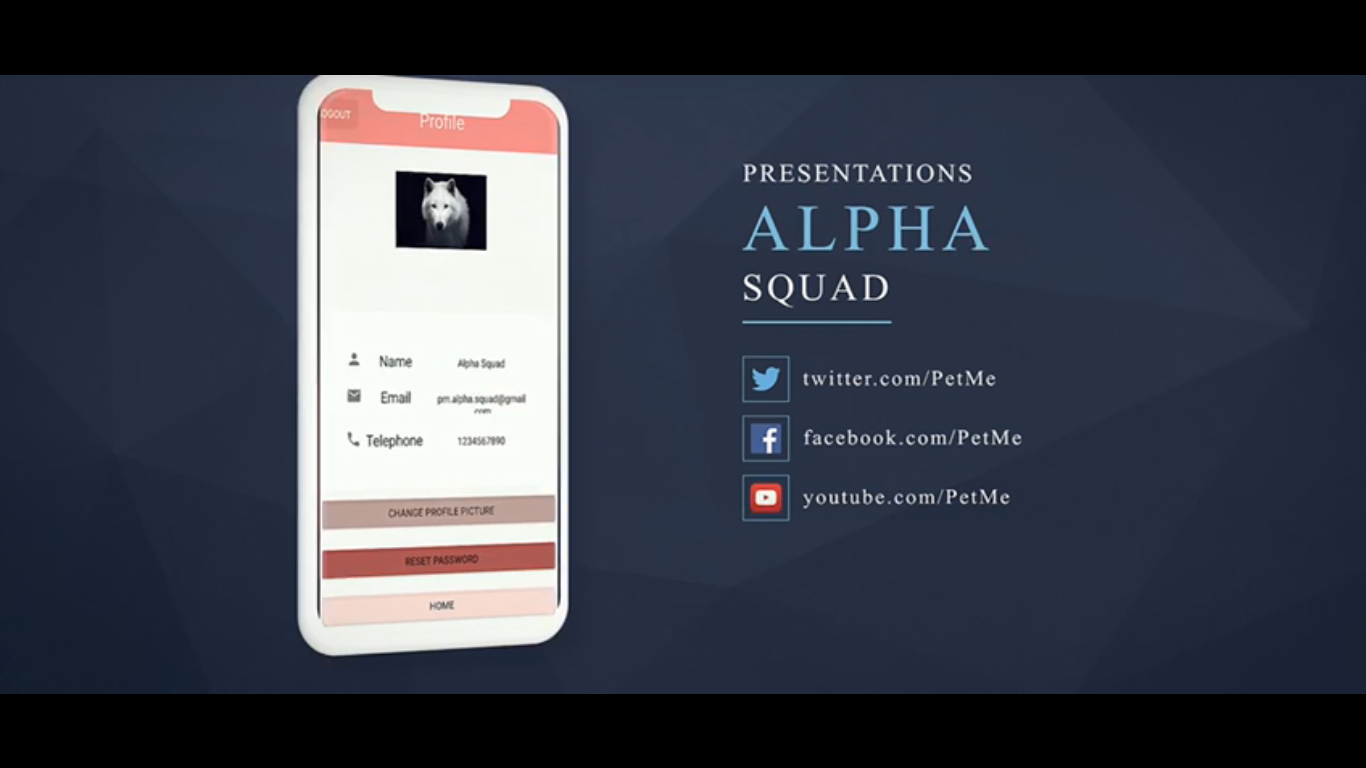 OGOUT
Profile
Name
Alpha Squad
Email
pm.alpha.squad@gmail
.com
Telephone
1234567890
CHANGE PROFILE PICTURE
RESET PASSWORD
HOME
PRESENTATIONS
ALPHA
SQUAD
twitter.com/PetMe
facebook.com/PetMe
youtube.com/PetMe